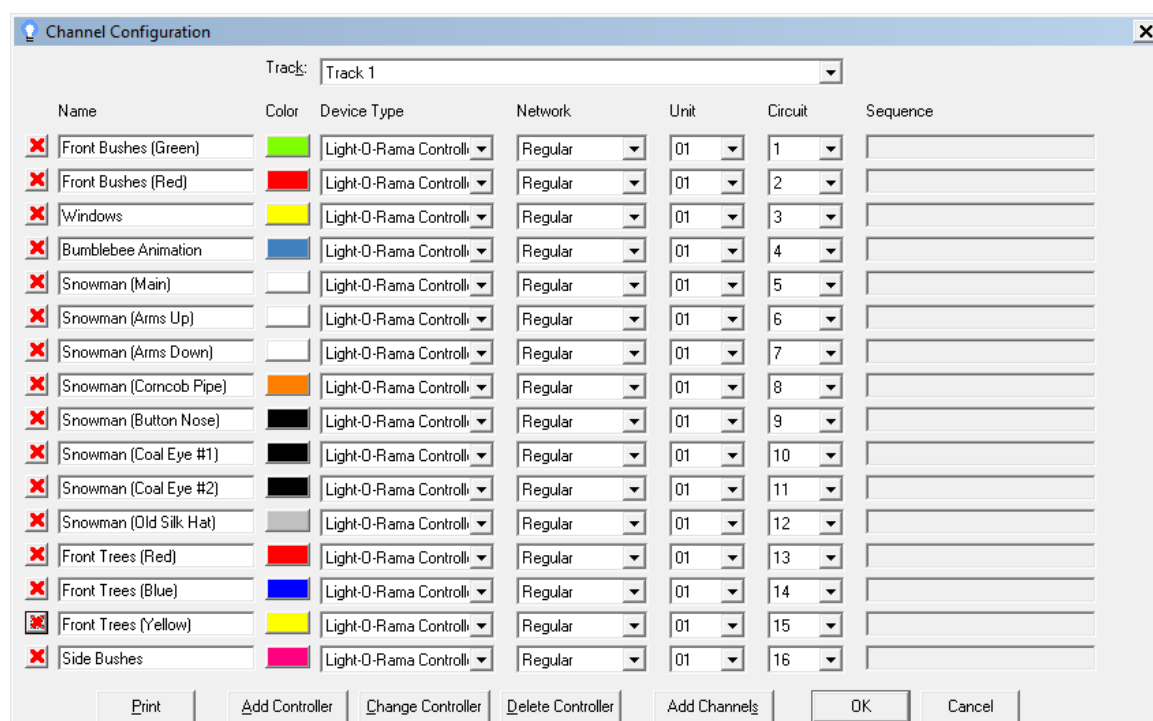 Channel Configuration
Track: Track 1
Name Color Device Type Network Unit Circuit Sequence
Front Bushes (Green) Light-O-Rama Controll Regular 01 1
Front Bushes (Red) Light-O-Rama Controll Regular 01 2
Windows Light-O-Rama Controll Regular 01 3
Bumblebee Animation Light-O-Rama Controll Regular 01 4
Snowman (Main) Light-O-Rama Controll Regular 01 5
Snowman (Arms Up) Light-O-Rama Controll Regular 01 6
Snowman (Arms Down) Light-O-Rama Controll Regular 01 7
Snowman (Corncob Pipe) Light-O-Rama Controll Regular 01 8
Snowman (Button Nose) Light-O-Rama Controll Regular 01 9
Snowman (Coal Eye #1) Light-O-Rama Controll Regular 01 10
Snowman (Coal Eye #2) Light-O-Rama Controll Regular 01 11
Snowman (Old Silk Hat) Light-O-Rama Controll Regular 01 12
Front Trees (Red) Light-O-Rama Controll Regular 01 13
Front Trees (Blue) Light-O-Rama Controll Regular 01 14
Front Trees (Yellow) Light-O-Rama Controll Regular 01 15
Side Bushes Light-O-Rama Controll Regular 01 16
Print Add Controller Change Controller Delete Controller Add Channels OK Cancel